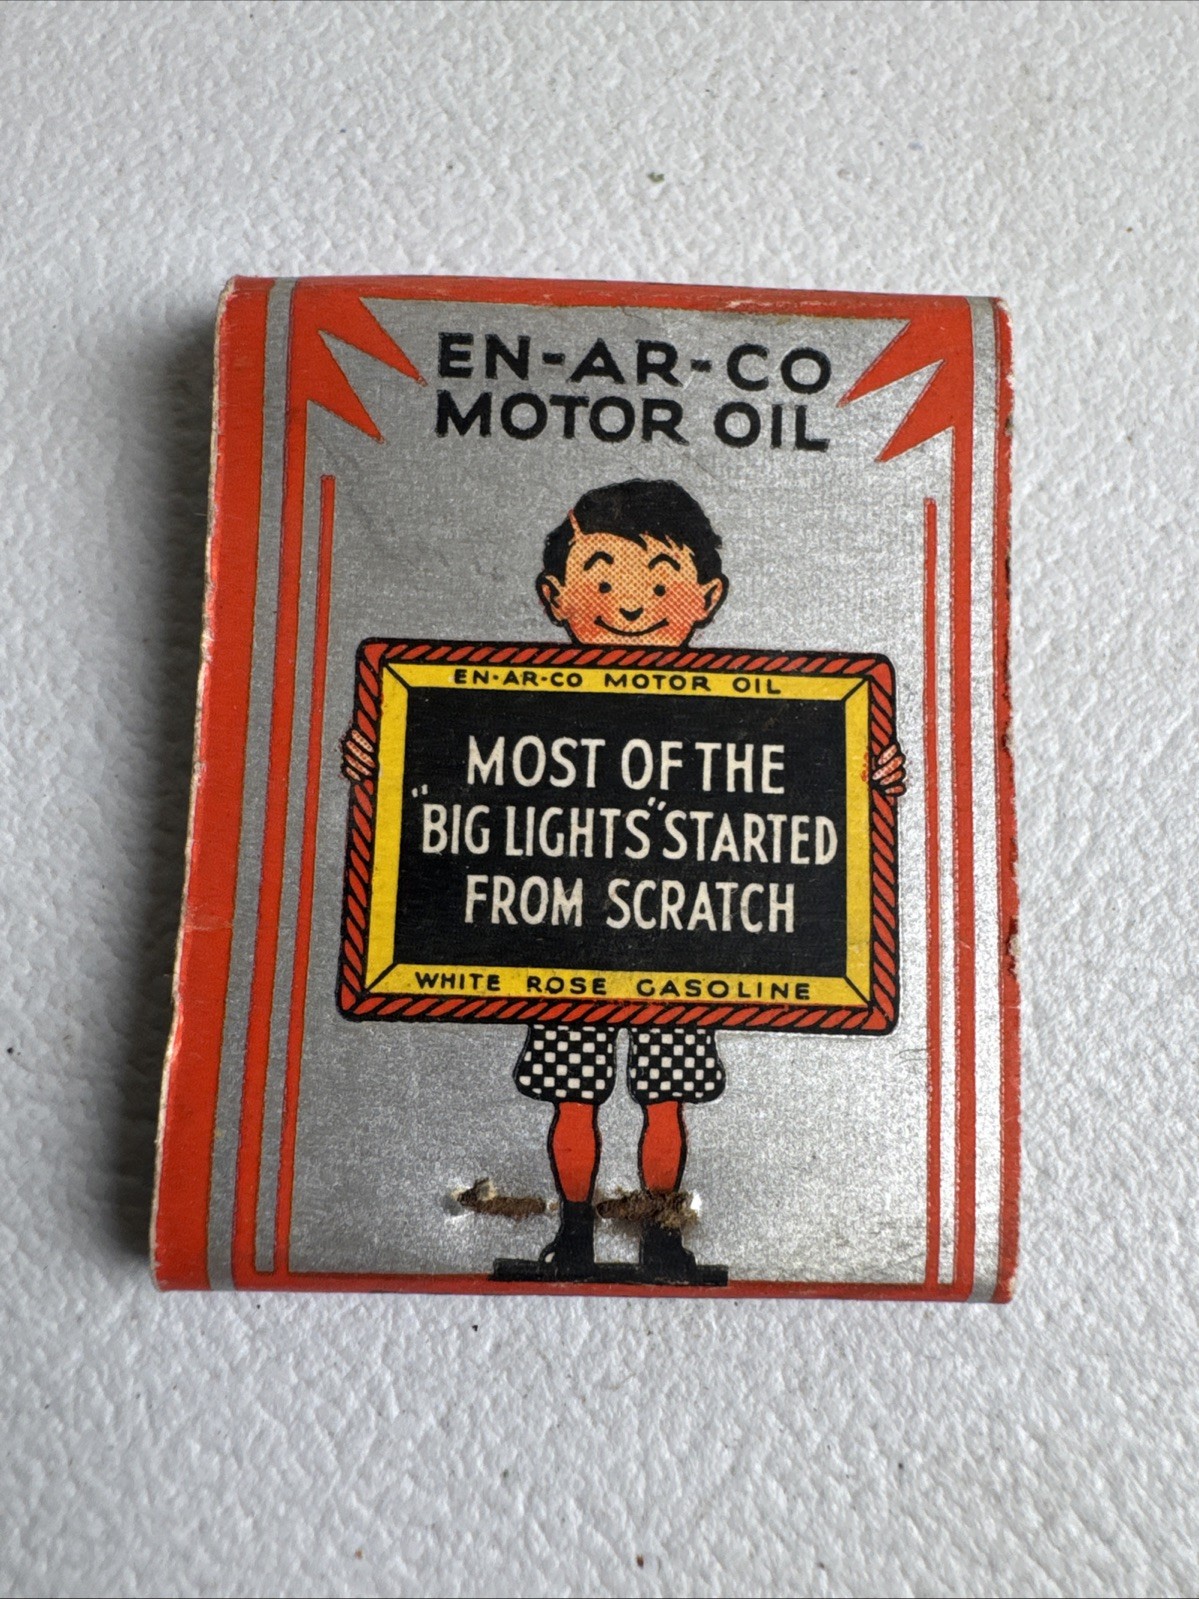 EN-AR-CO
MOTOR OIL
EN-AR-CO MOTOR OIL
MOST OF THE
"BIG LIGHTS" STARTED
FROM SCRATCH
WHITE ROSE GASOLINE